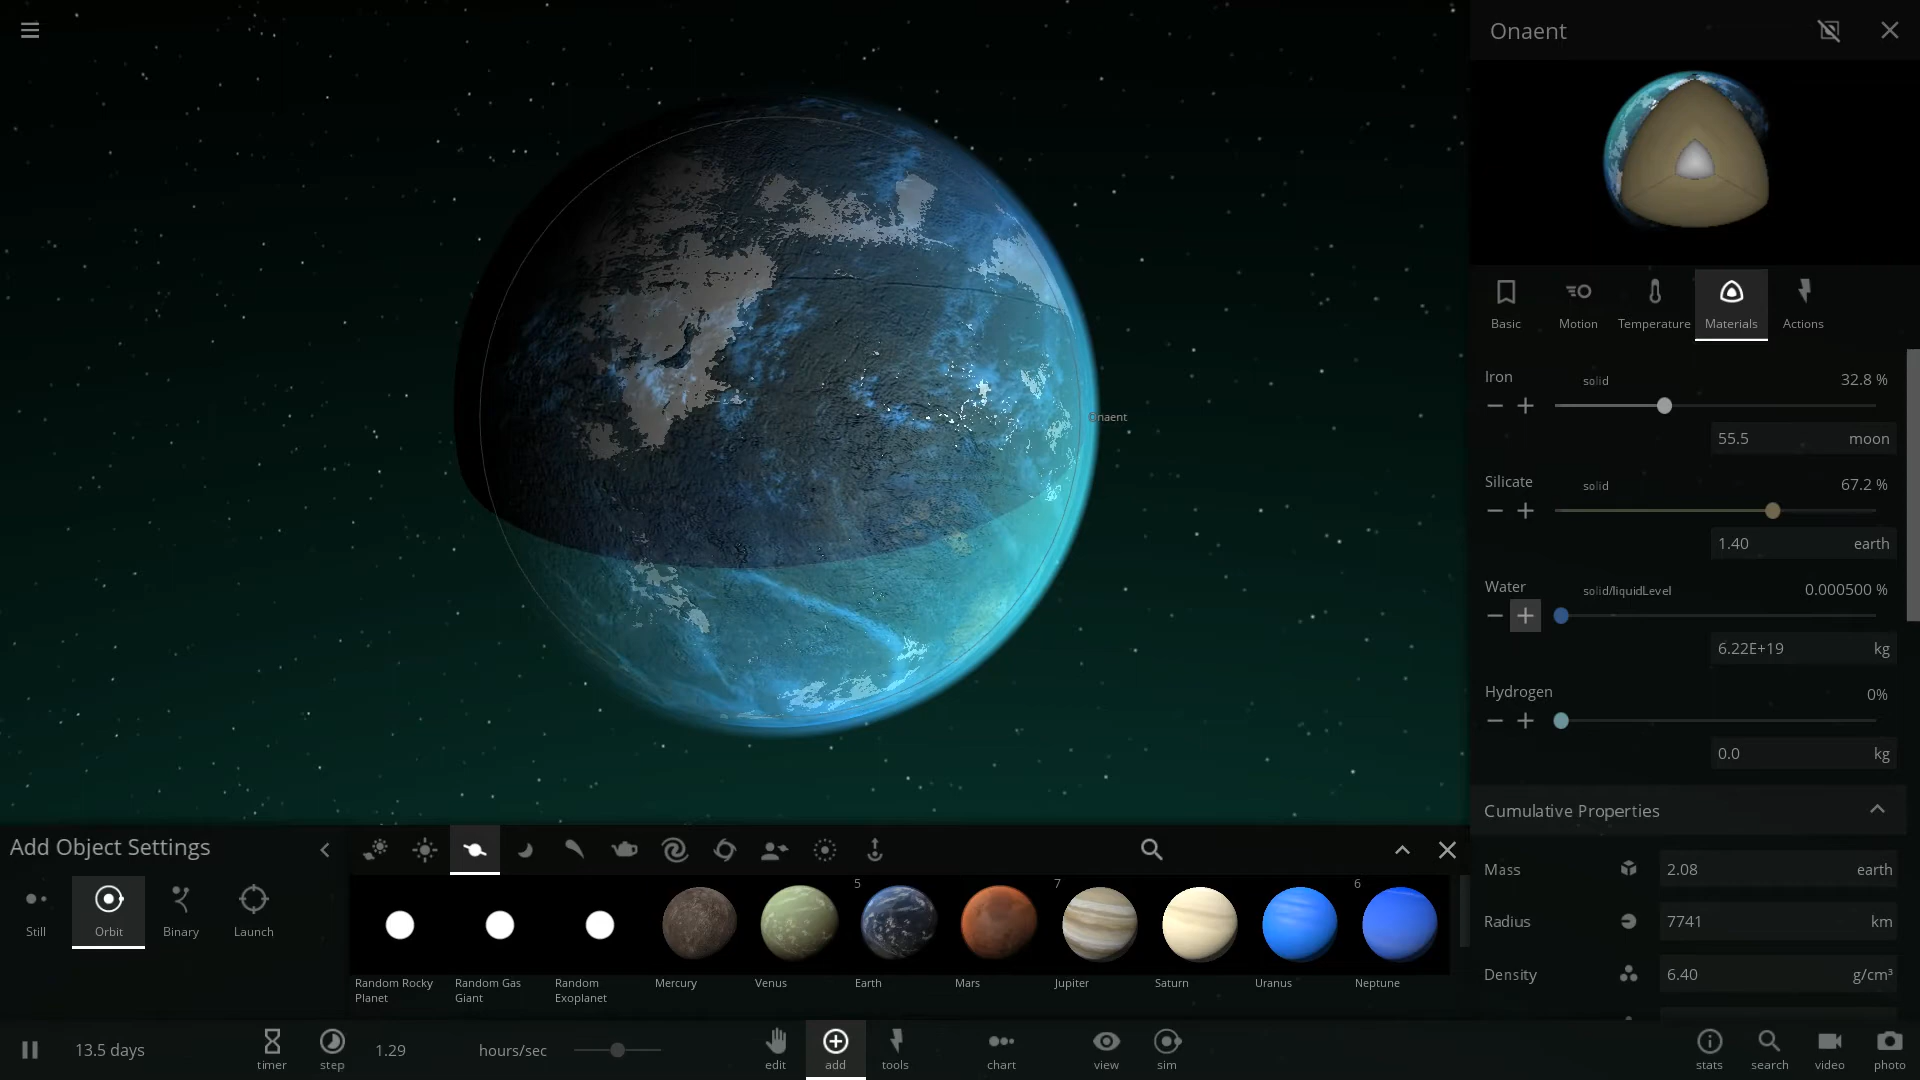 Onaent
Onaent
Basic
Motion
Temperature
Materials
Actions
Iron
solid
32.8 %
55.5
moon
Silicate
solid
67.2 %
1.40
earth
Water
solid/liquidLevel
0.000500 %
6.22E+19
kg
Hydrogen
0%
0.0
kg
Cumulative Properties
Mass
2.08
earth
Radius
7741
km
Density
6.40
g/cm³
Add Object Settings
Still
Orbit
Binary
Launch
5
7
6
Random Rocky
Planet
Random Gas
Giant
Random
Exoplanet
Mercury
Venus
Earth
Mars
Jupiter
Saturn
Uranus
Neptune
13.5 days
timer
step
1.29
hours/sec
edit
add
tools
chart
view
sim
stats
search
video
photo